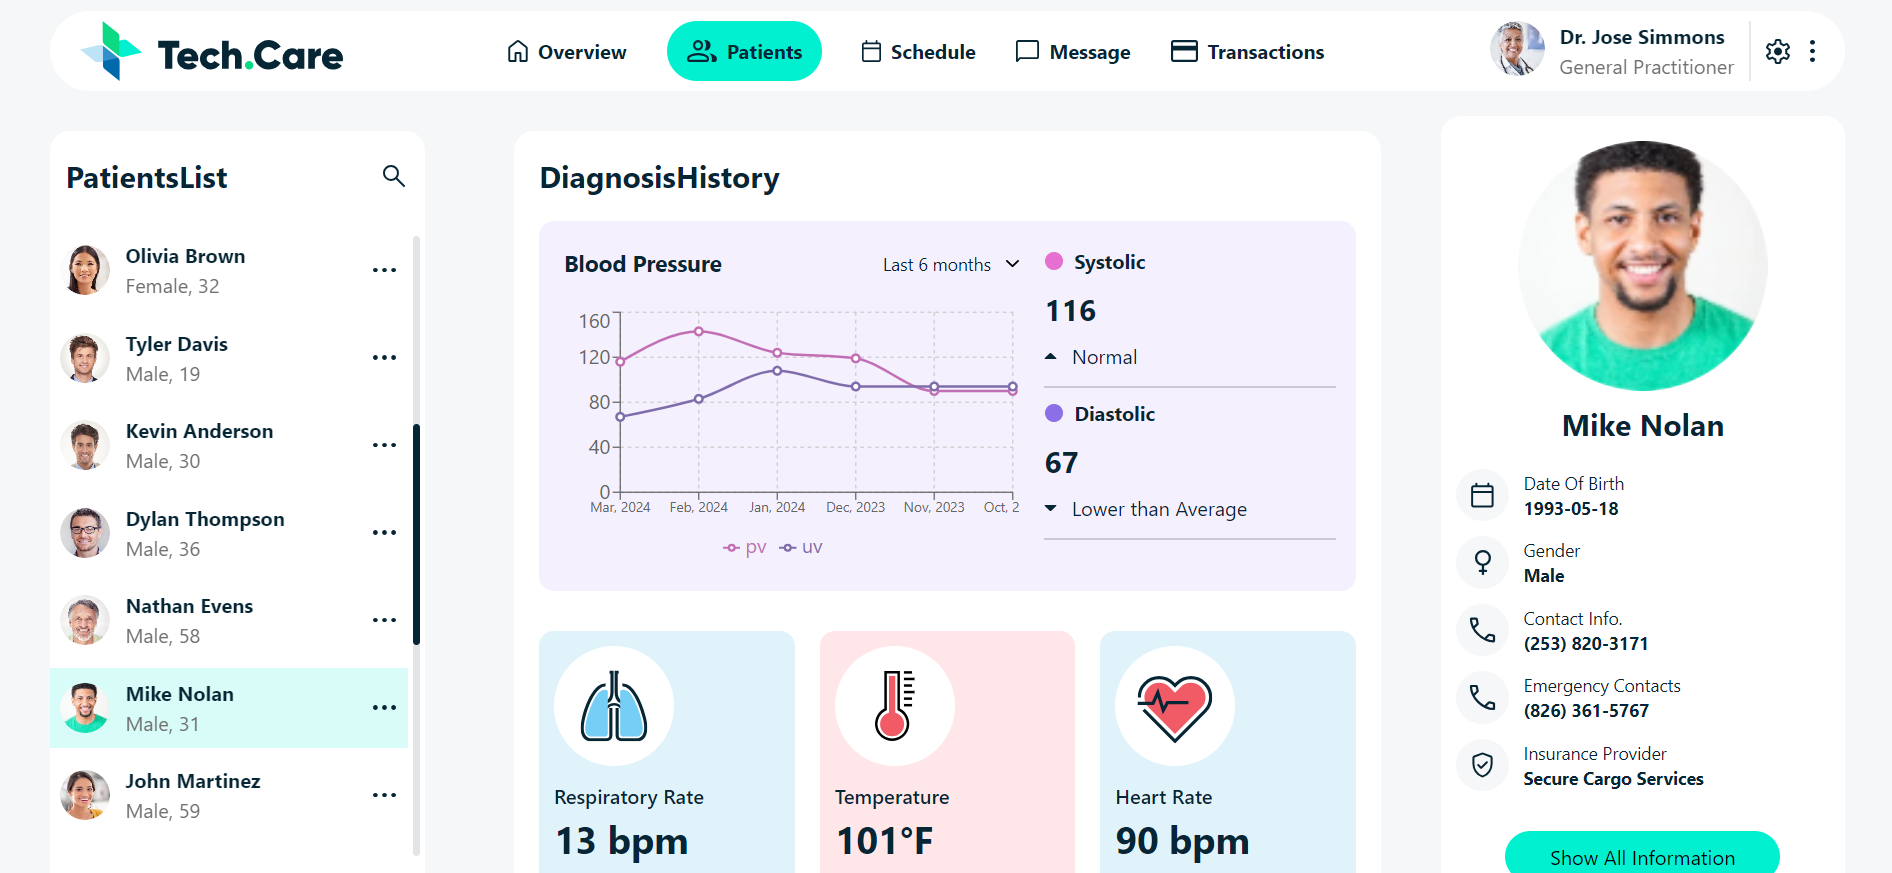 Tech.Care
Overview
Patients
Schedule
Message
Transactions
Dr. Jose Simmons
General Practitioner
PatientsList
Olivia Brown
Female, 32
Tyler Davis
Male, 19
Kevin Anderson
Male, 30
Dylan Thompson
Male, 36
Nathan Evens
Male, 58
Mike Nolan
Male, 31
John Martinez
Male, 59
DiagnosisHistory
Blood Pressure
Last 6 months
160
120
80
40
0
Mar, 2024 Feb, 2024 Jan, 2024 Dec, 2023 Nov, 2023 Oct, 2
pv uv
Systolic
116
Normal
Diastolic
67
Lower than Average
Respiratory Rate
13 bpm
Temperature
101°F
Heart Rate
90 bpm
Mike Nolan
Date Of Birth
1993-05-18
Gender
Male
Contact Info.
(253) 820-3171
Emergency Contacts
(826) 361-5767
Insurance Provider
Secure Cargo Services
Show All Information